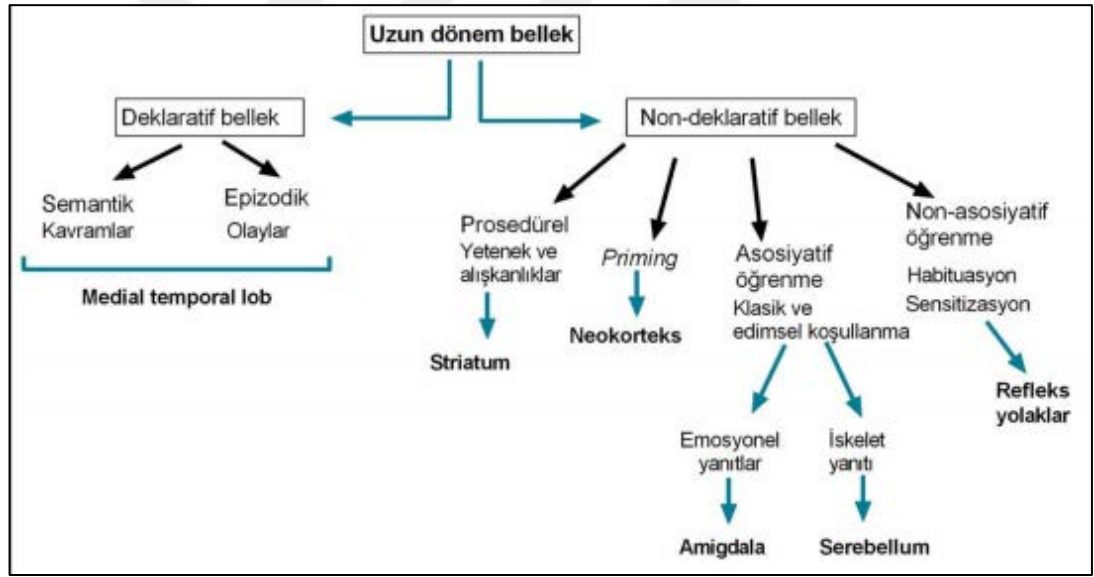 Uzun dönem bellek
Deklaratif bellek
Non-deklaratif bellek
Semantik
Kavramlar
Epizodik
Olaylar
Medial temporal lob
Prosedürel
Yetenek ve
alışkanlıklar
Striatum
Priming
Neokorteks
Asosiyatif
öğrenme
Klasik ve
edimsel koşullanma
Non-asosiyatif
öğrenme
Habituasyon
Sensitizasyon
Refleks
yolaklar
Emosyonel
yanıtlar
İskelet
yanıtı
Amigdala
Serebellum